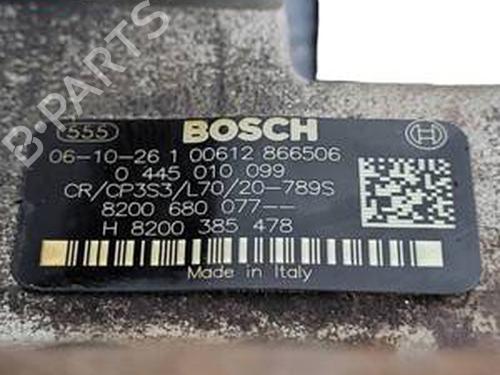 B-PARTS
555 BOSCH
06-10-26 1 00612 866506
0 445 010 099
CR/CP3S3/L70/20-789S
8200 680 077--
H 8200 385 478
Made in Italy